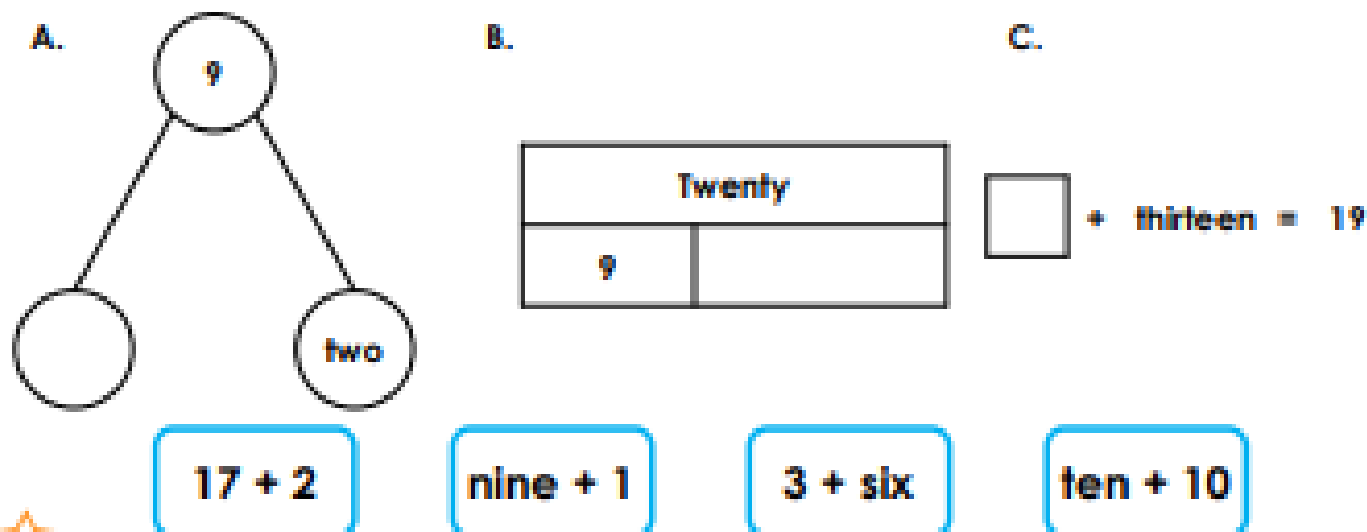 A.
9
two
B.
Twenty
9
C.
+ thirteen = 19
17 + 2
nine + 1
3 + six
ten + 10